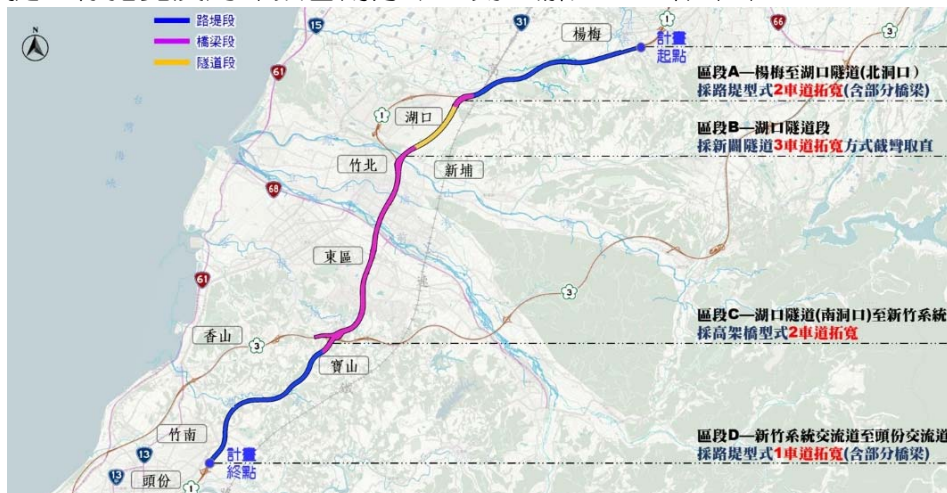 路堤段
橋梁段
隧道段
15
31
1
66
3
楊梅
計畫
起點
61
區段A—楊梅至湖口隧道(北洞口)
採路堤型式2車道拓寬(含部分橋梁)
湖口
1
區段B—湖口隧道段
採新闢隧道3車道拓寬方式截彎取直
竹北
新埔
68
東區
61
3
區段C—湖口隧道(南洞口)至新竹系統
採高架橋型式2車道拓寬
香山
3
寶山
竹南
區段D—新竹系統交流道至頭份交流道
採路堤型式1車道拓寬(含部分橋梁)
計畫
終點
13
13
頭份
1